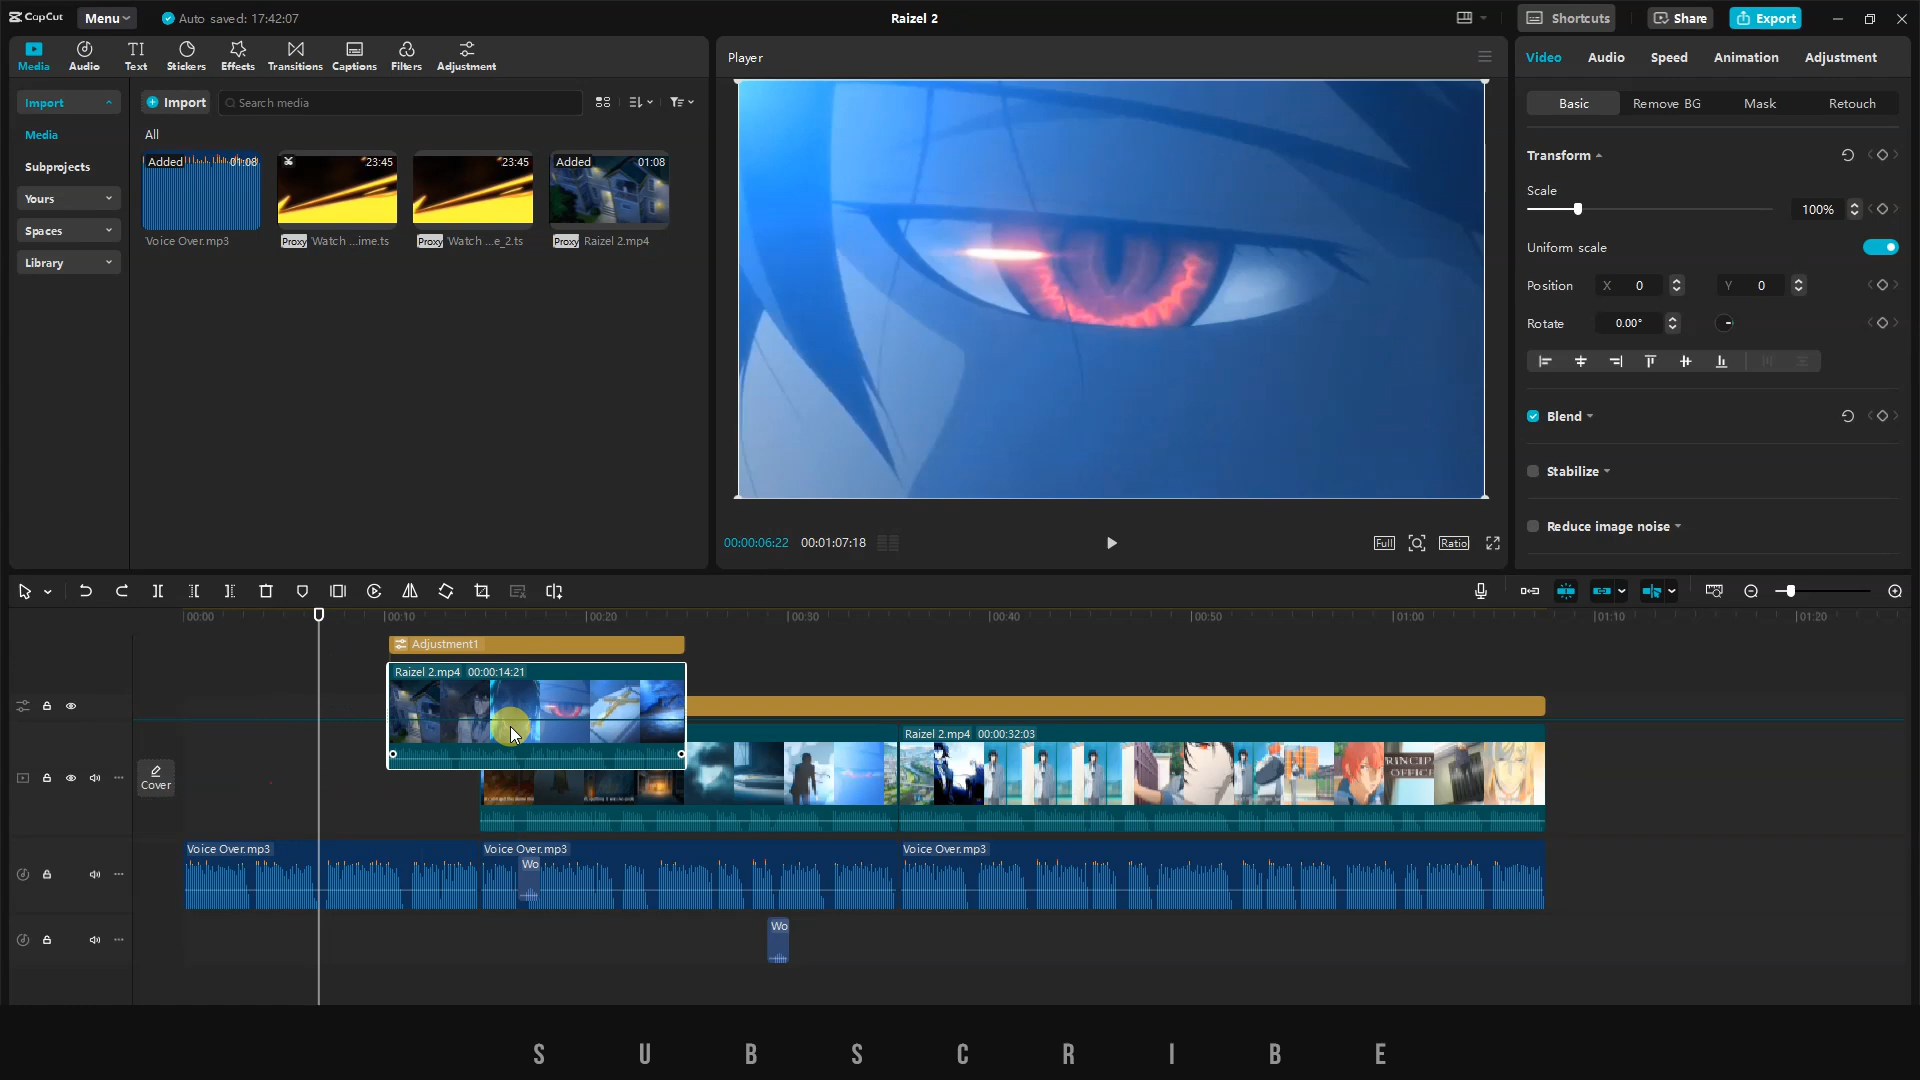 CapCut Menu Auto saved: 17:42:07 Raizel 2 Shortcuts Share Export
Media Audio Text Stickers Effects Transitions Captions Filters Adjustment
Import
Media
Subprojects
Yours
Spaces
Library
Import Search media
All
Added 01:08 23:45 23:45 Added 01:08
Voice Over.mp3 Proxy Watch ...ime.ts Proxy Watch ...e_2.ts Proxy Raizel 2.mp4
Player
00:00:06:22 00:01:07:18 Full Ratio
Video Audio Speed Animation Adjustment
Basic Remove BG Mask Retouch
Transform
Scale
100%
Uniform scale
Position X 0 Y 0
Rotate 0.00°
Blend
Stabilize
Reduce image noise
00:00 00:10 00:20 00:30 00:40 00:50 01:00 01:10 01:20
Adjustment1
Raizel 2.mp4 00:00:14:21
Raizel 2.mp4 00:00:32:03
Cover
Voice Over.mp3 Voice Over.mp3 Voice Over.mp3
Wo
Wo
SUBSCRIBE